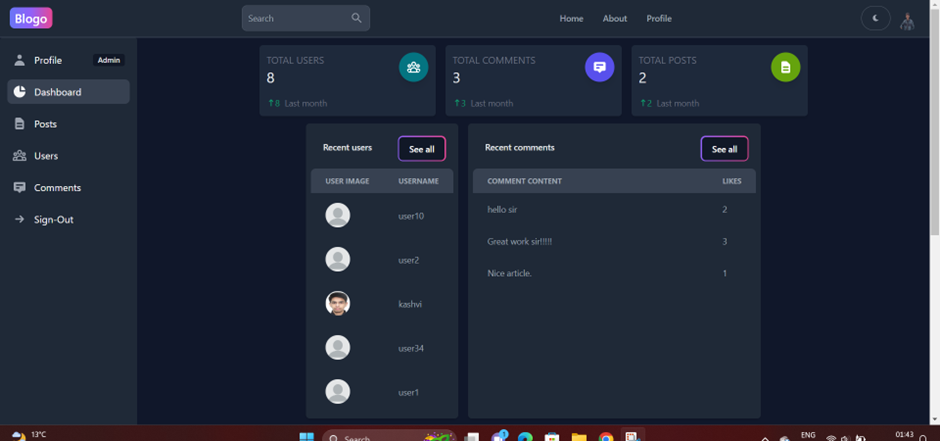 Blogo
Search
Home About Profile
Profile Admin
Dashboard
Posts
Users
Comments
Sign-Out
TOTAL USERS
8
↑8 Last month
TOTAL COMMENTS
3
↑3 Last month
TOTAL POSTS
2
↑2 Last month
Recent users See all
USER IMAGE USERNAME
user10
user2
kashvi
user34
user1
Recent comments See all
COMMENT CONTENT LIKES
hello sir 2
Great work sir!!!!! 3
Nice article. 1
13°C
Search
1
ENG
01:43